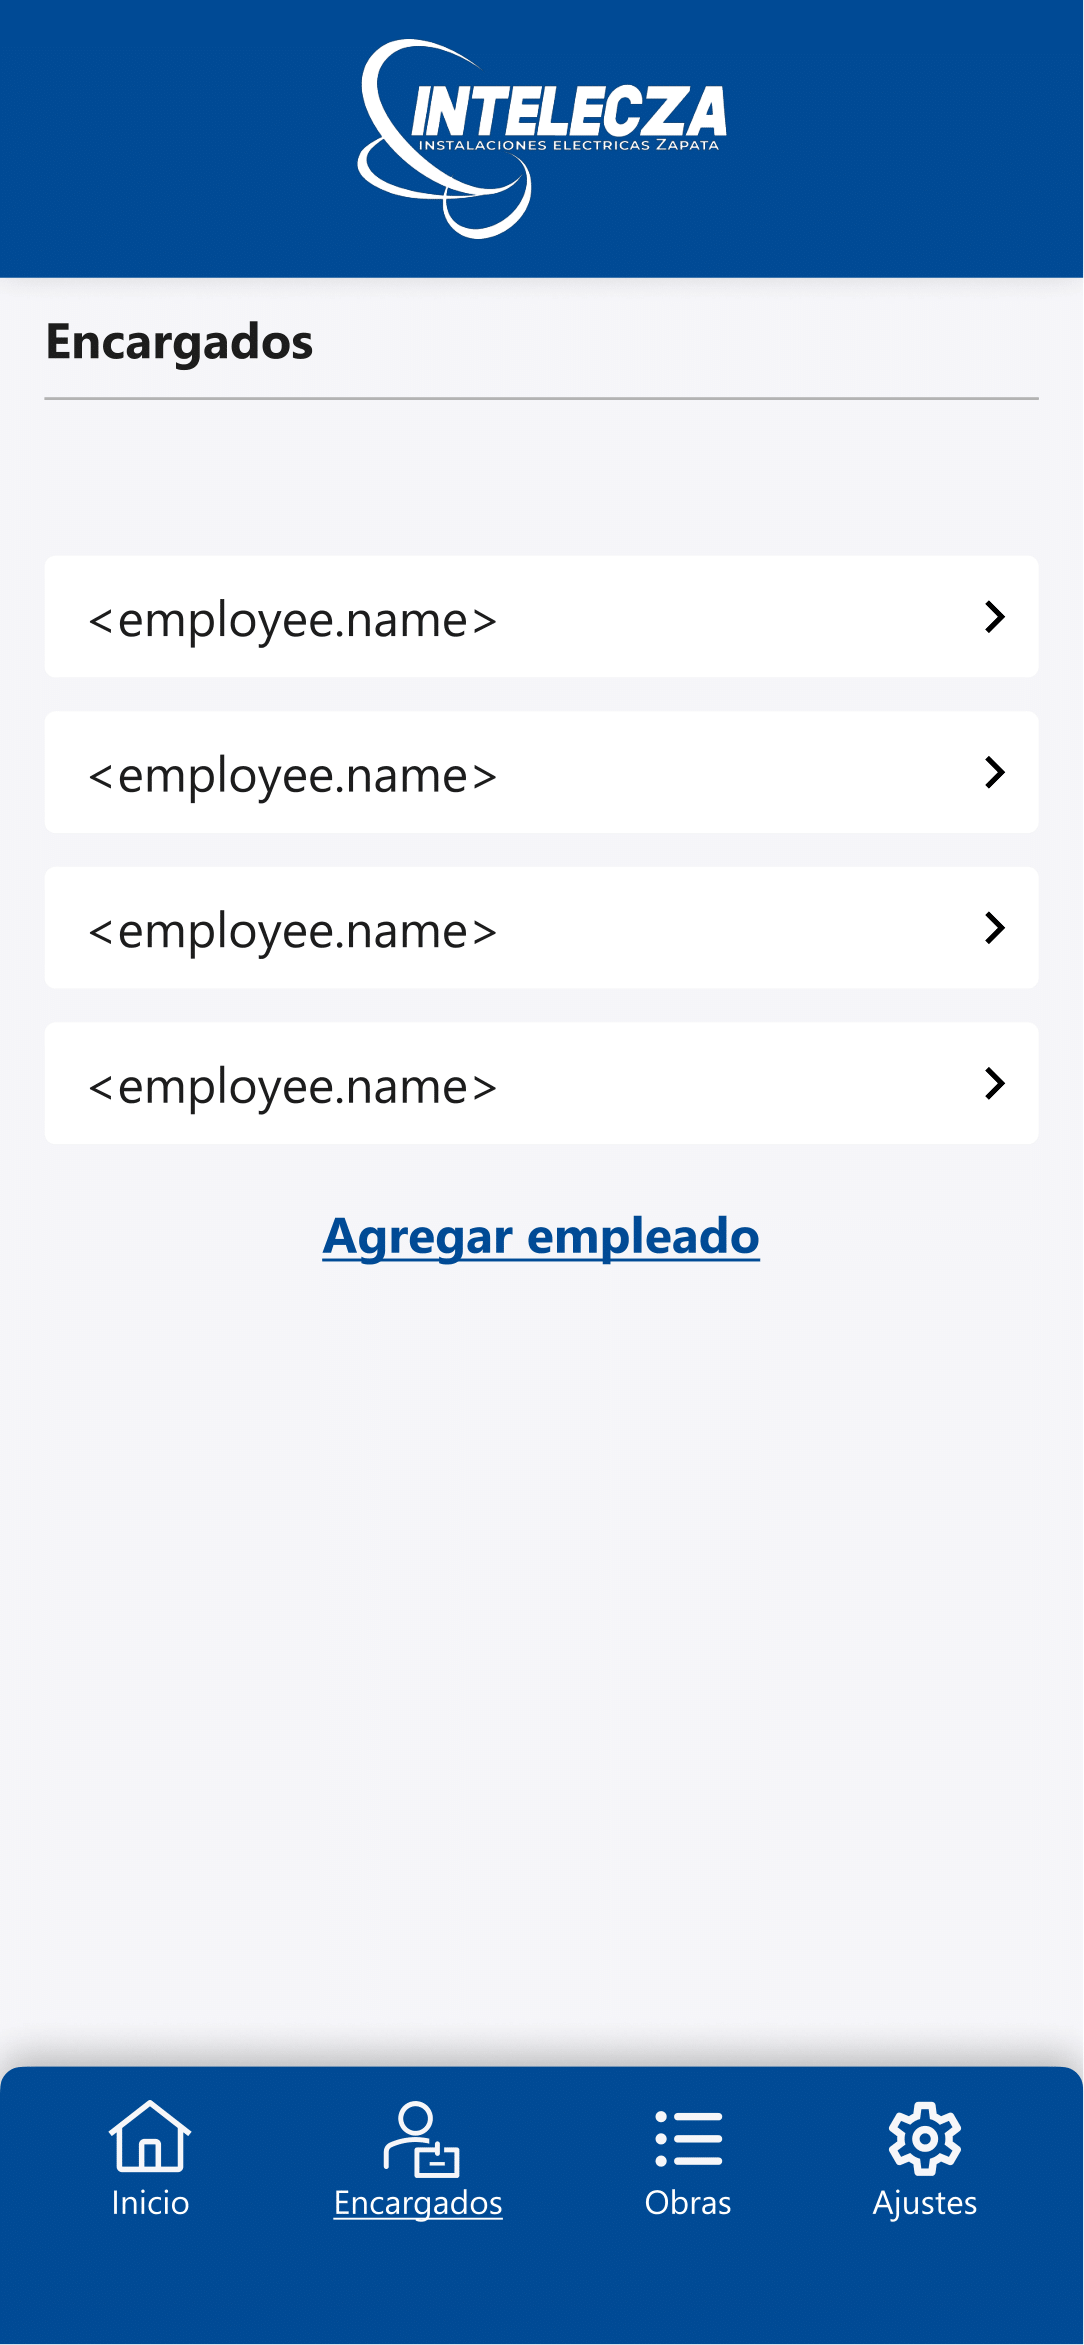 INTELECZA
INSTALACIONES ELECTRICAS ZAPATA
Encargados
<employee.name>
<employee.name>
<employee.name>
<employee.name>
Agregar empleado
Inicio
Encargados
Obras
Ajustes